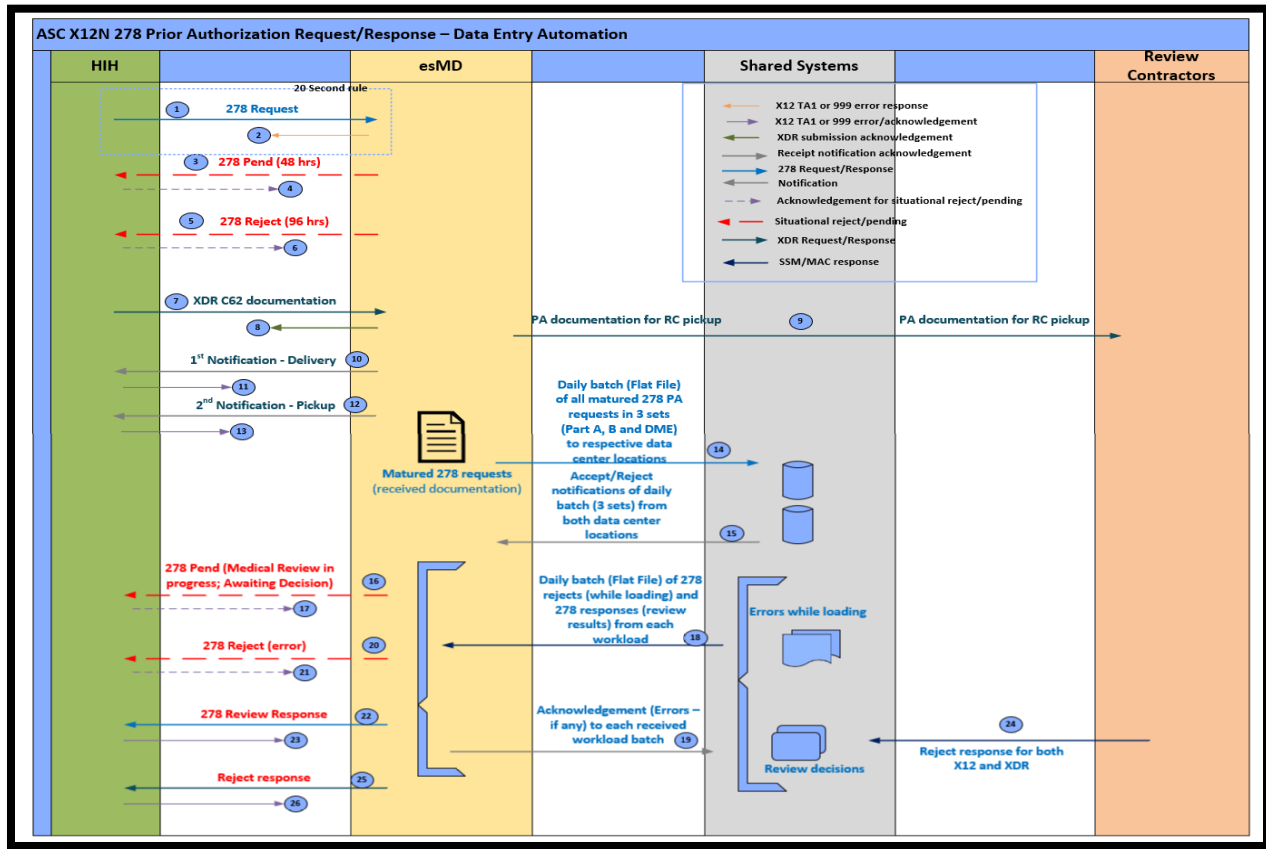 ASC X12N 278 Prior Authorization Request/Response – Data Entry Automation
HIH
esMD
Shared Systems
Review
Contractors
20 Second rule
1
278 Request
2
3
278 Pend (48 hrs)
4
5
278 Reject (96 hrs)
6
X12 TA1 or 999 error response
X12 TA1 or 999 error/acknowledgement
XDR submission acknowledgement
Receipt notification acknowledgement
278 Request/Response
Notification
Acknowledgement for situational reject/pending
Situational reject/pending
XDR Request/Response
SSM/MAC response
7
XDR C62 documentation
8
PA documentation for RC pickup
9
PA documentation for RC pickup
1st Notification - Delivery
10
11
2nd Notification - Pickup
12
13
Matured 278 requests
(received documentation)
Daily batch (Flat File)
of all matured 278 PA
requests in 3 sets
(Part A, B and DME)
to respective data
center locations
14
Accept/Reject
notifications of daily
batch (3 sets) from
both data center
locations
15
278 Pend (Medical Review in
progress; Awaiting Decision)
16
17
Daily batch (Flat File) of 278
rejects (while loading) and
278 responses (review
results) from each
workload
18
Errors while loading
278 Reject (error)
20
21
278 Review Response
22
23
Acknowledgement (Errors –
if any) to each received
workload batch
19
Review decisions
24
Reject response for both
X12 and XDR
Reject response
25
26